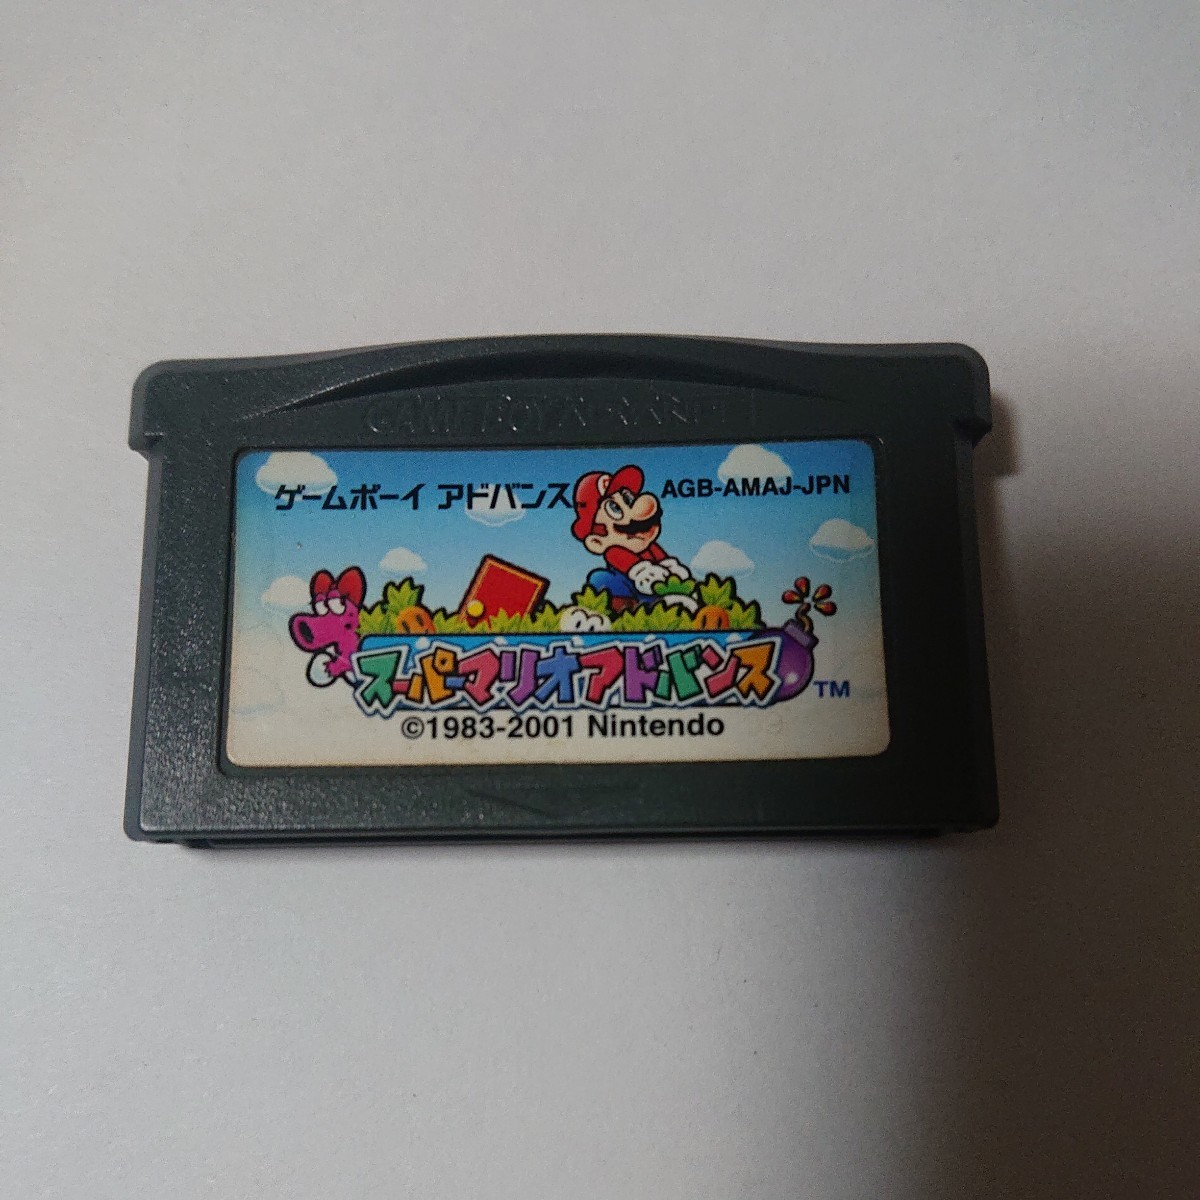 GAME BOY ADVANCE
ゲームボーイ アドバンス AGB-AMAJ-JPN
スーパーマリオアドバンス TM
©1983-2001 Nintendo